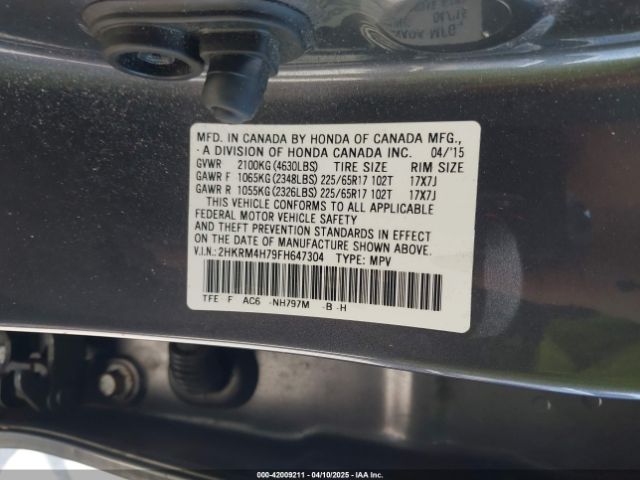 MFD. IN CANADA BY HONDA OF CANADA MFG.,
A DIVISION OF HONDA CANADA INC. 04/'15
GVWR 2100KG (4630LBS) TIRE SIZE RIM SIZE
GAWR F 1065KG (2348LBS) 225/65R17 102T 17X7J
GAWR R 1055KG (2326LBS) 225/65R17 102T 17X7J
THIS VEHICLE CONFORMS TO ALL APPLICABLE
FEDERAL MOTOR VEHICLE SAFETY
AND THEFT PREVENTION STANDARDS IN EFFECT
ON THE DATE OF MANUFACTURE SHOWN ABOVE.
V.I.N.: 2HKRM4H79FH647304 TYPE: MPV
TFE F AC6 -NH797M -B -H
000-42009211 - 04/10/2025 - IAA Inc.